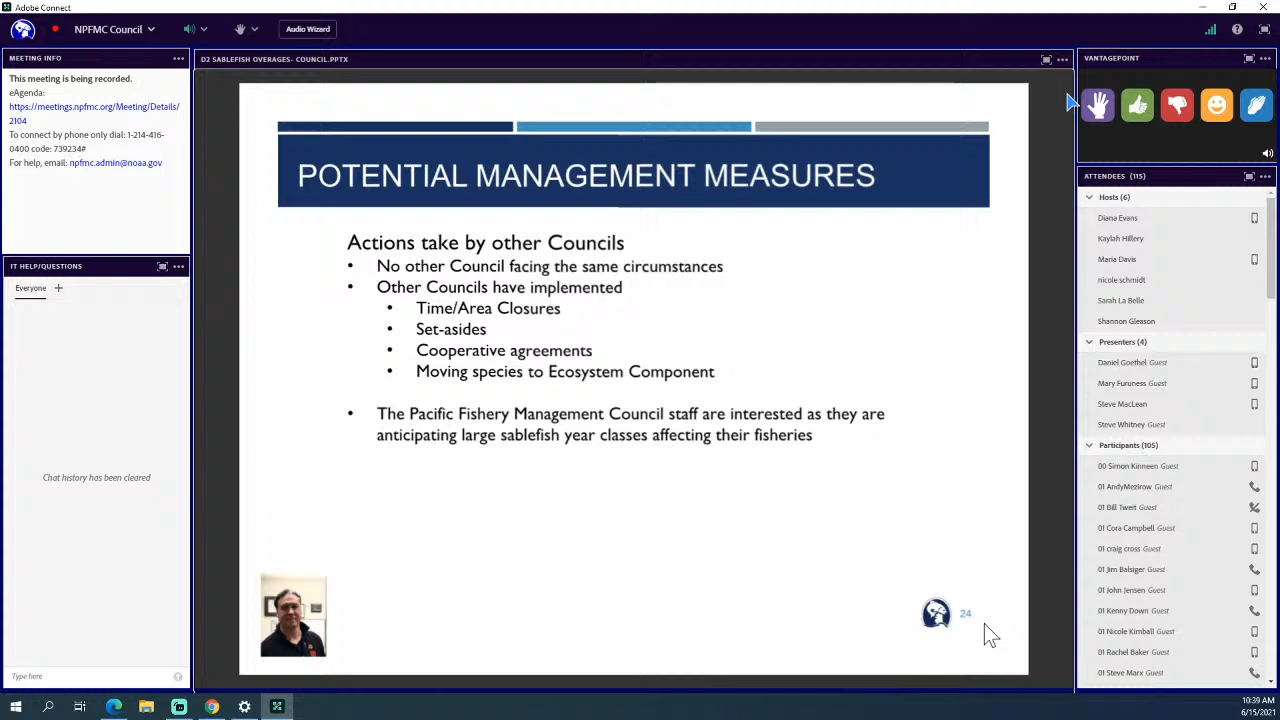 Adobe Connect
NPFMC Council
Audio Wizard
MEETING INFO
This meeting is being recorded.
eAgenda:
https://meetings.npfmc.org/Meeting/Details/
2104
To connect by phone only dial: 1-214-416-
0400 code: 739234#
For help, email: npfmc.admin@noaa.gov
IT HELP/QUESTIONS
Everyone
Chat history has been cleared
Type here
D2 SABLEFISH OVERAGES- COUNCIL.PPTX
POTENTIAL MANAGEMENT MEASURES
Actions take by other Councils
• No other Council facing the same circumstances
• Other Councils have implemented
• Time/Area Closures
• Set-asides
• Cooperative agreements
• Moving species to Ecosystem Component
• The Pacific Fishery Management Council staff are interested as they are
anticipating large sablefish year classes affecting their fisheries
24
VANTAGEPOINT
ATTENDEES (115)
Hosts (6)
Diana Evans
Kaylah Hillery
Maria Davis
nicole schmidt
Sarah La Belle
Shannon Gleason
Presenters (4)
Daniel Goethel Guest
Mary Furuness Guest
Steve MacLean
Steve Whitney Guest
Participants (105)
00 Simon Kinneen Guest
01 AndyMezirow Guest
01 Bill Tweit Guest
01 Cora Campbell Guest
01 craig cross Guest
01 Jim Balsiger Guest
01 John Jensen Guest
01 Kenny Down Guest
01 Nicole Kimball Guest
01 Rachel Baker Guest
01 Steve Marx Guest
10:39 AM
6/15/2021